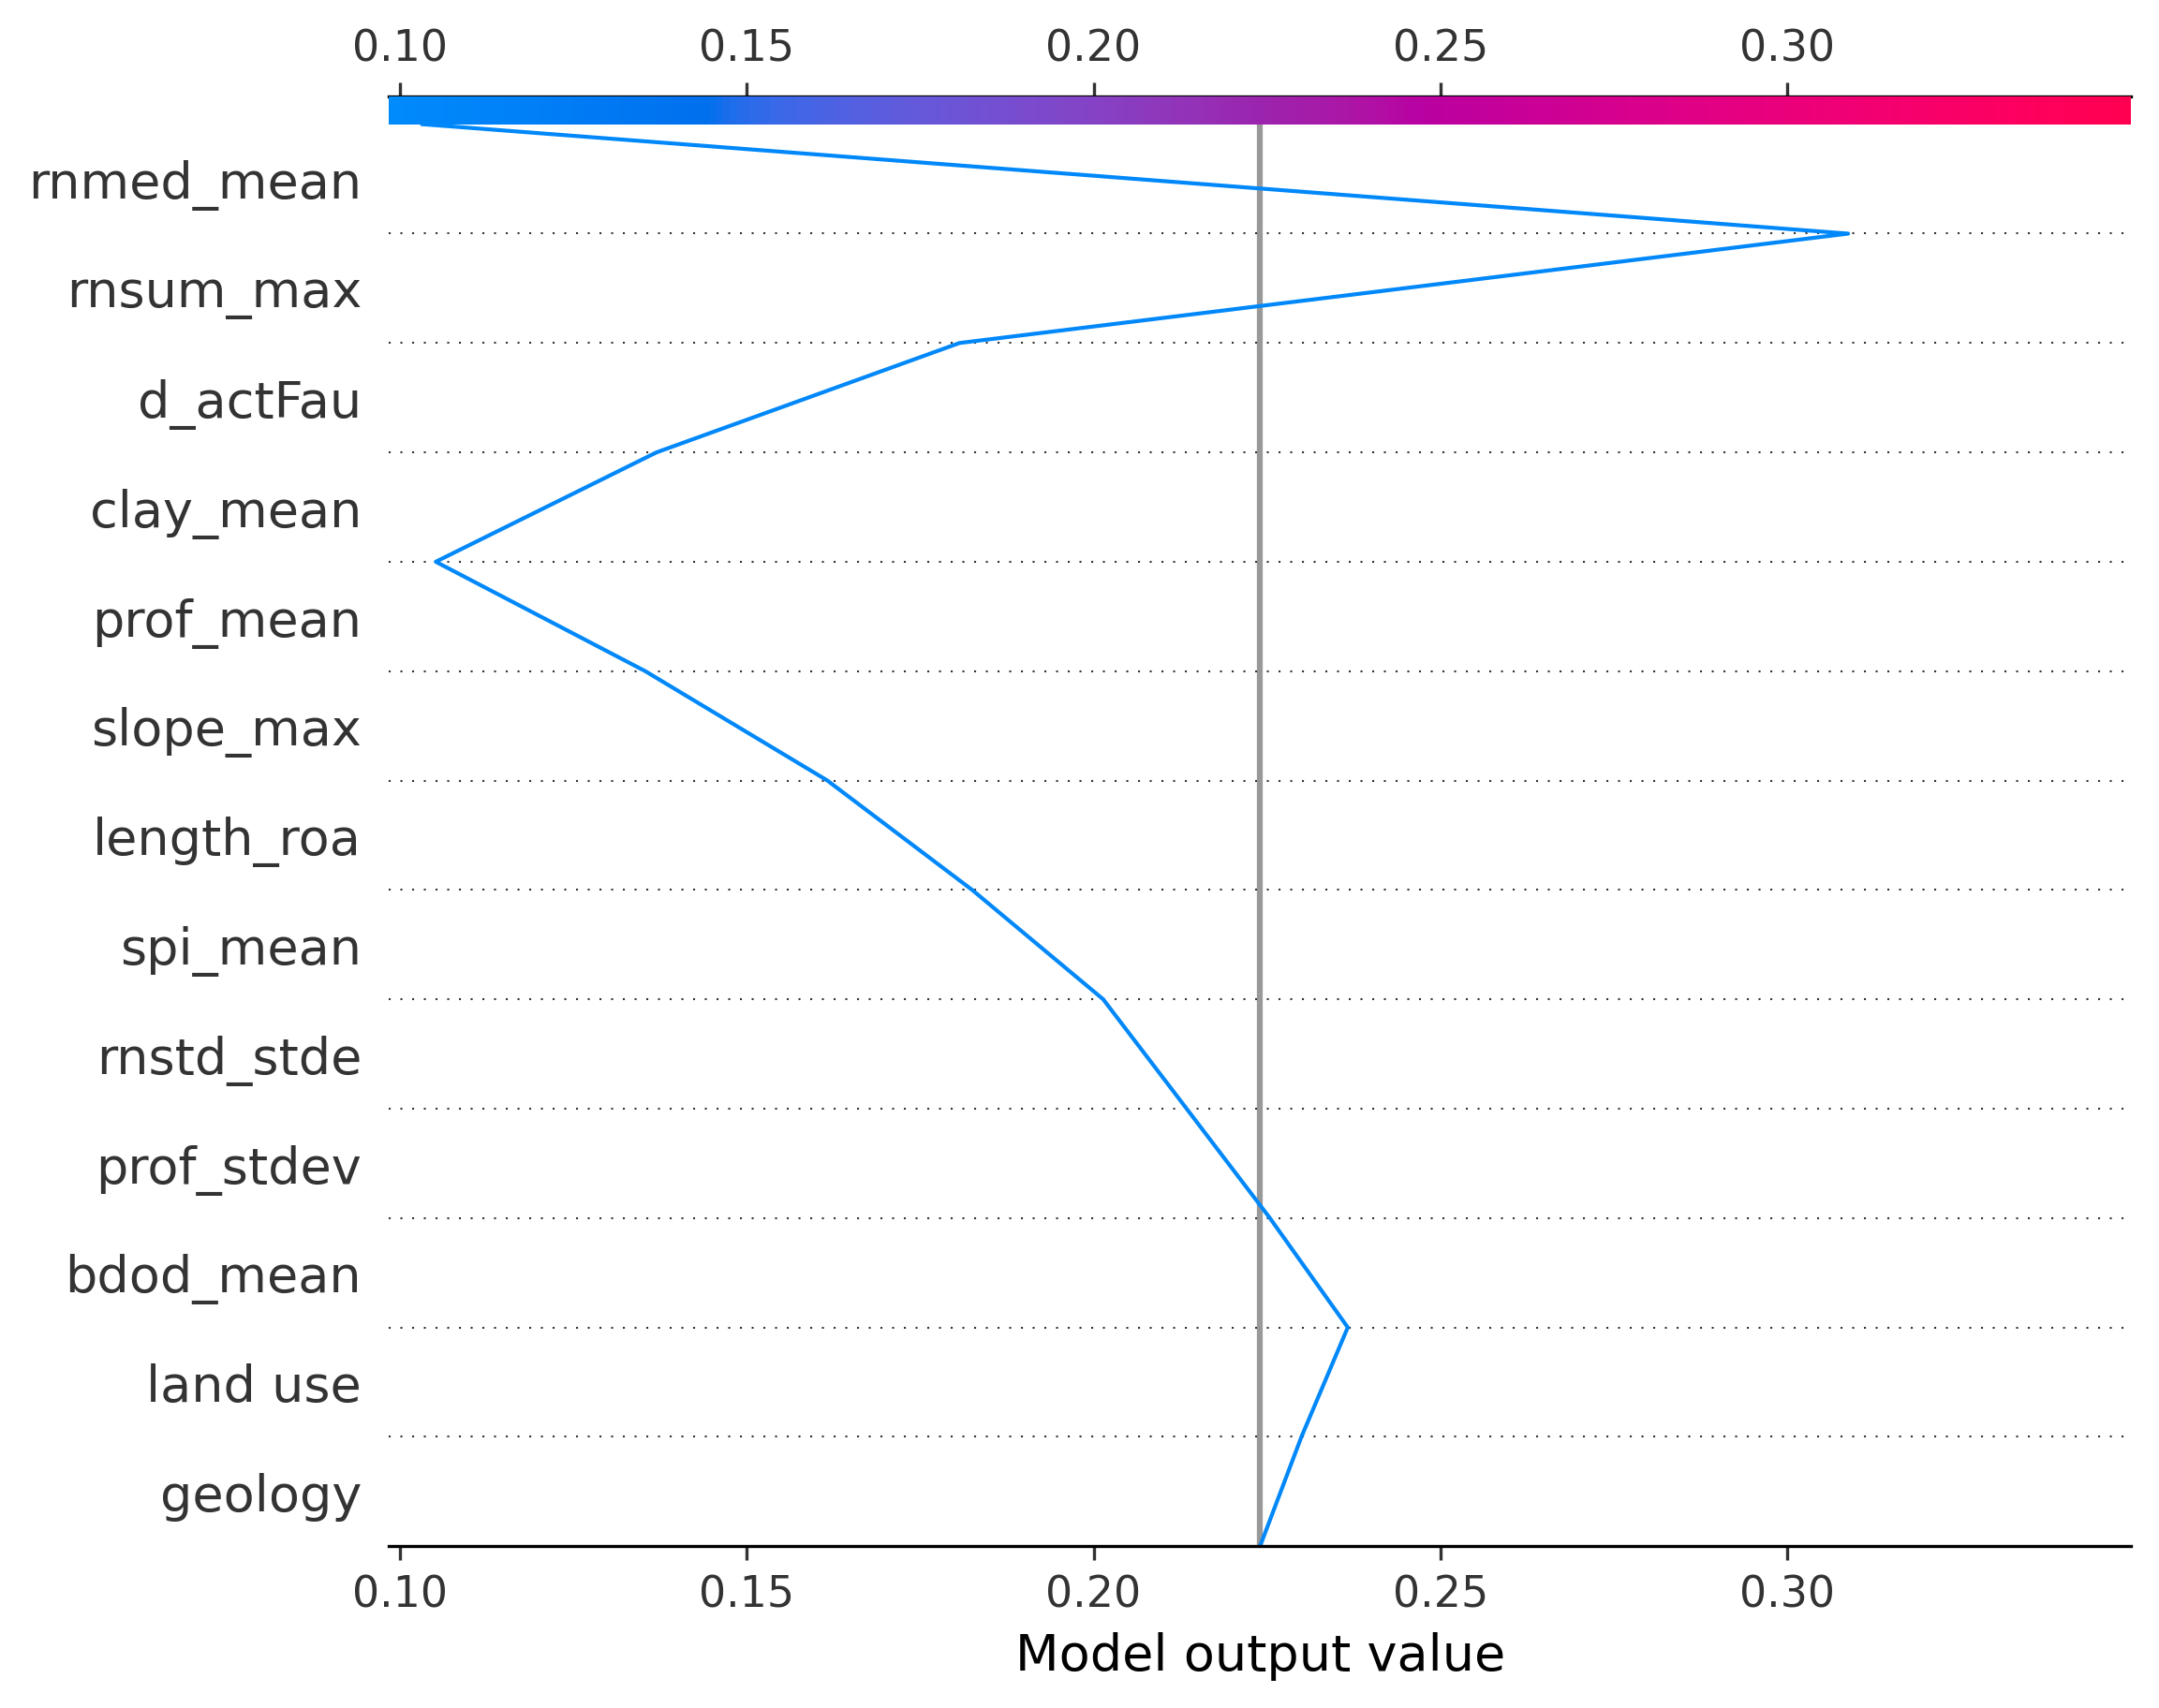 0.10 0.15 0.20 0.25 0.30
rnmed_mean
rnsum_max
d_actFau
clay_mean
prof_mean
slope_max
length_roa
spi_mean
rnstd_stde
prof_stdev
bdod_mean
land use
geology
0.10 0.15 0.20 0.25 0.30
Model output value